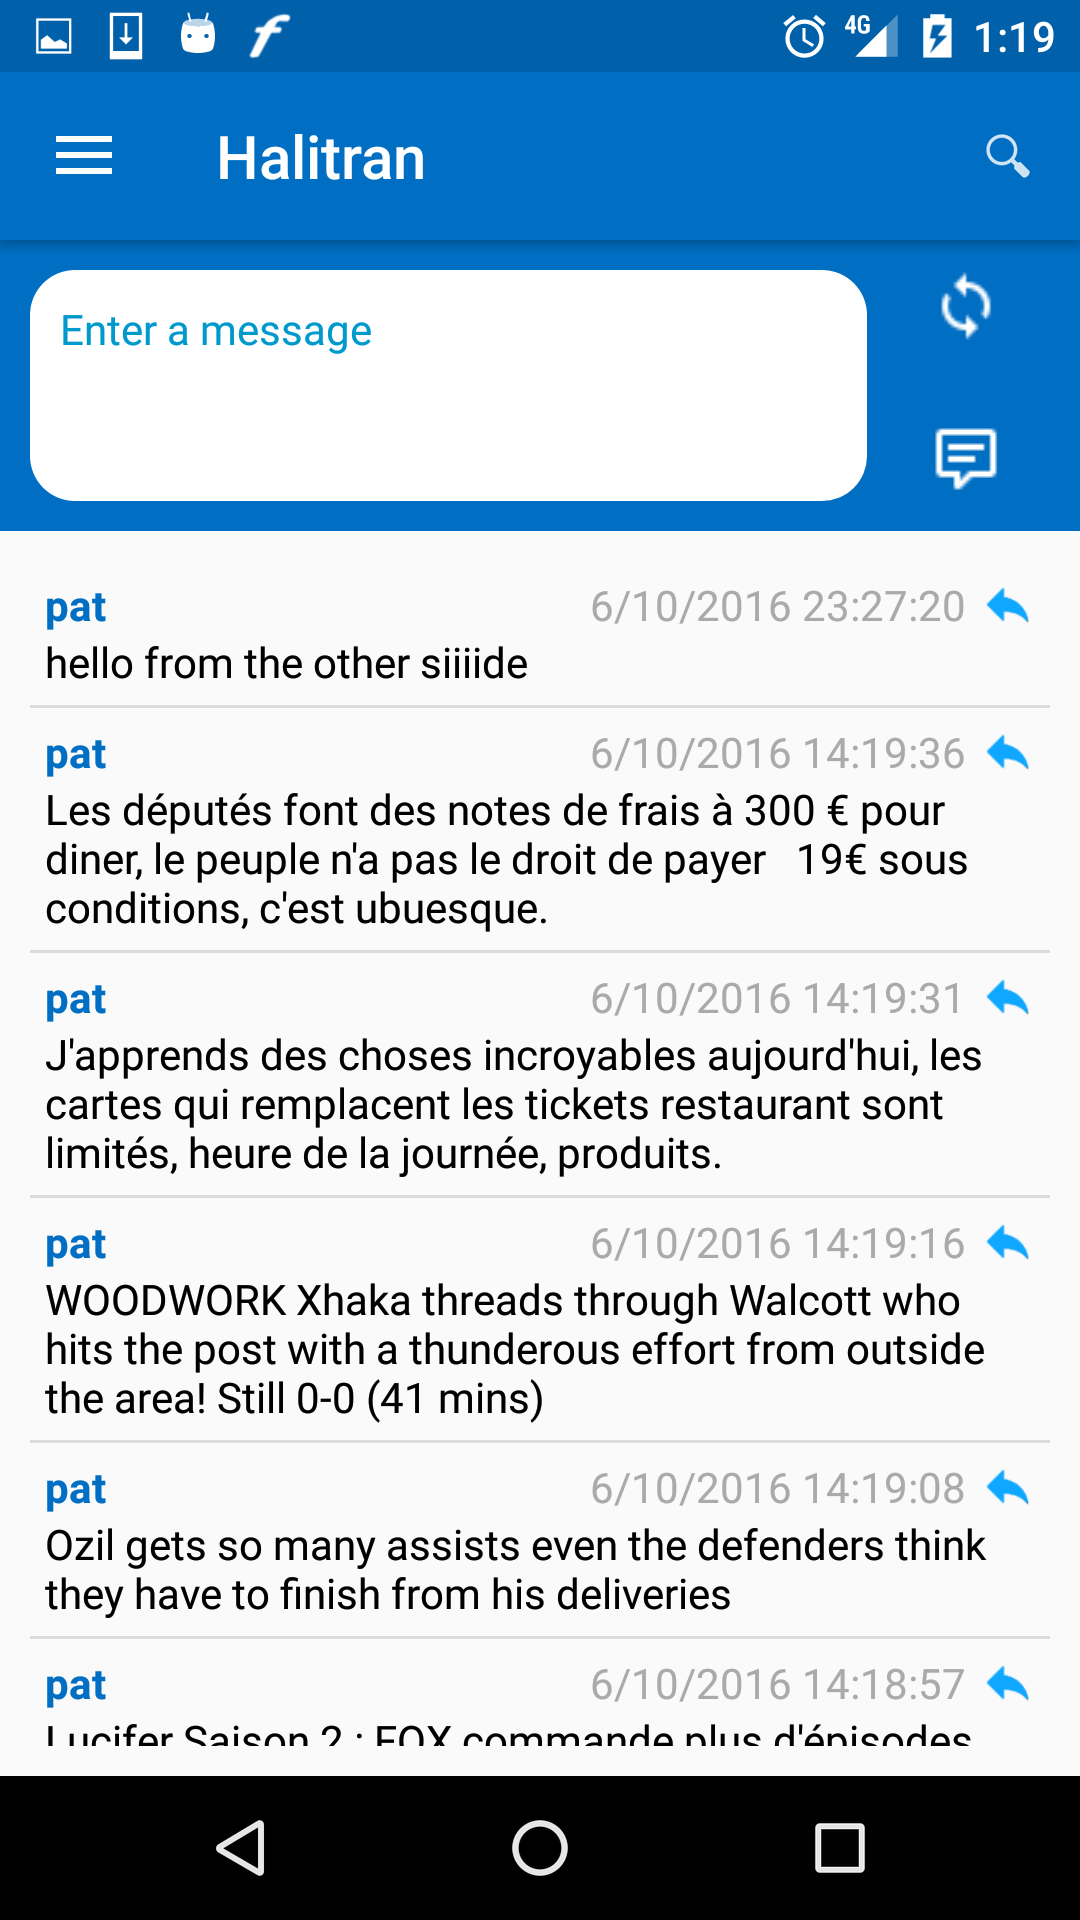 4G 1:19
Halitran
Enter a message
pat 6/10/2016 23:27:20
hello from the other siiiide
pat 6/10/2016 14:19:36
Les députés font des notes de frais à 300 € pour
diner, le peuple n'a pas le droit de payer   19€ sous
conditions, c'est ubuesque.
pat 6/10/2016 14:19:31
J'apprends des choses incroyables aujourd'hui, les
cartes qui remplacent les tickets restaurant sont
limités, heure de la journée, produits.
pat 6/10/2016 14:19:16
WOODWORK Xhaka threads through Walcott who
hits the post with a thunderous effort from outside
the area! Still 0-0 (41 mins)
pat 6/10/2016 14:19:08
Ozil gets so many assists even the defenders think
they have to finish from his deliveries
pat 6/10/2016 14:18:57
Lucifer Saison 2 : FOX commande plus d'épisodes